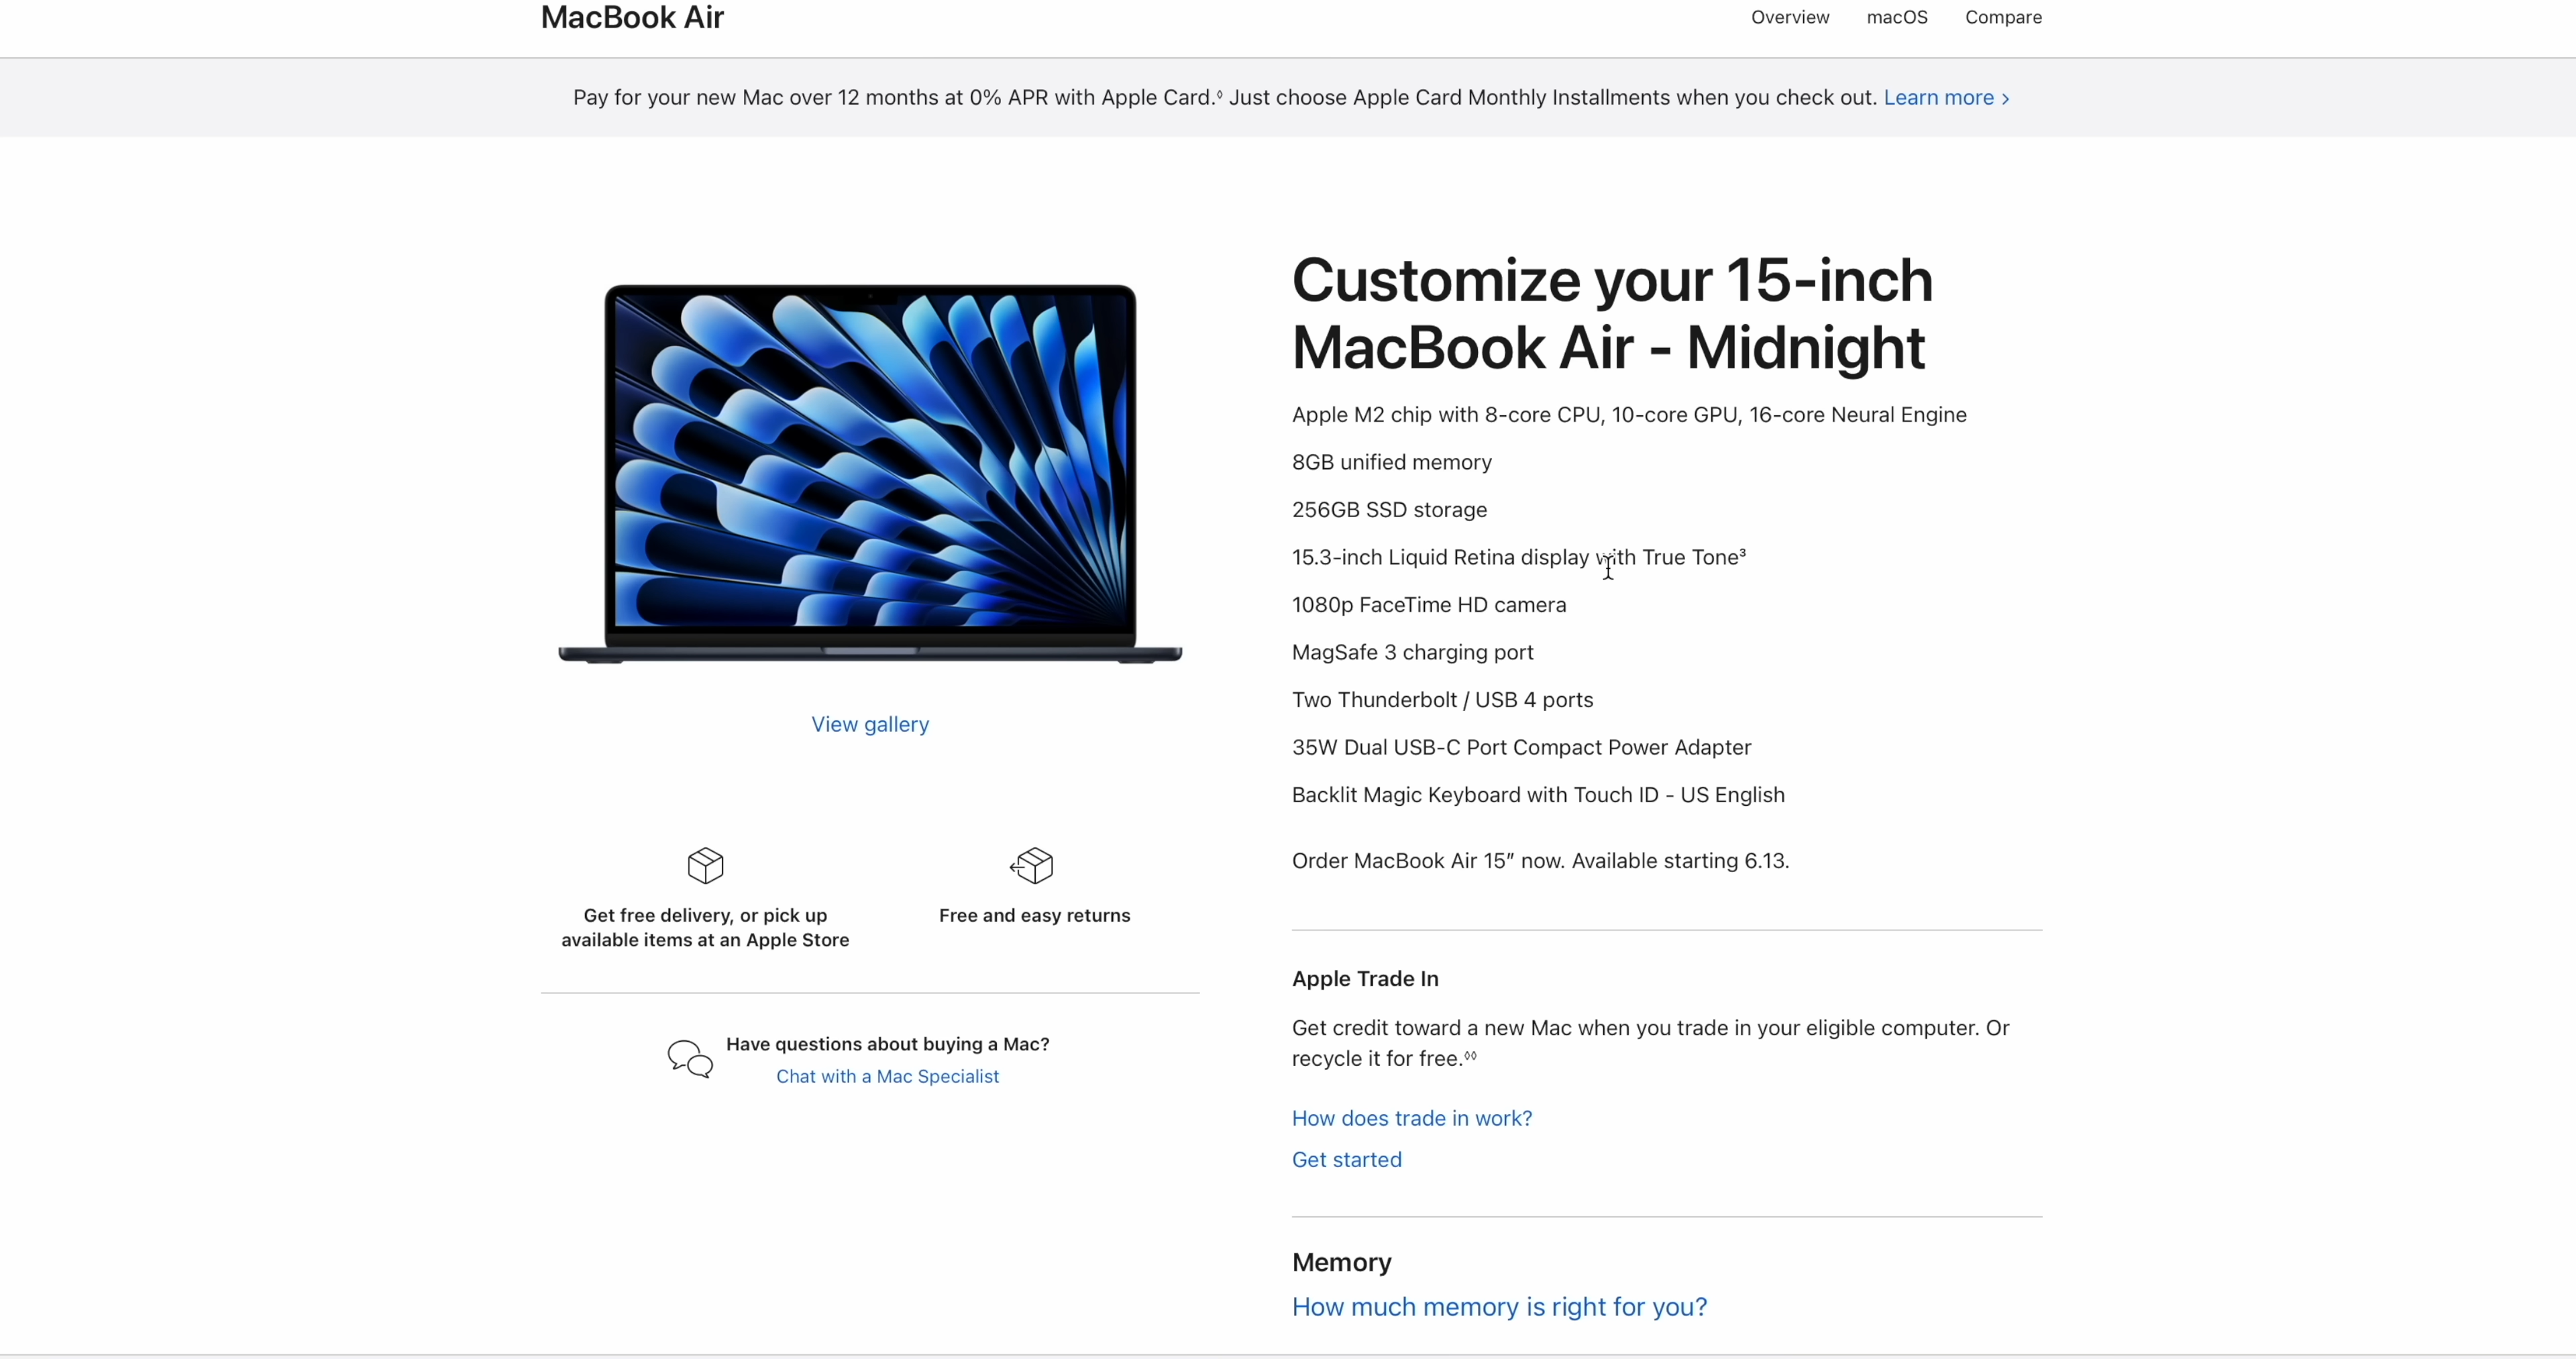 MacBook Air
Overview
macOS
Compare
Pay for your new Mac over 12 months at 0% APR with Apple Card.◊ Just choose Apple Card Monthly Installments when you check out. Learn more >
Customize your 15-inch
MacBook Air - Midnight
Apple M2 chip with 8-core CPU, 10-core GPU, 16-core Neural Engine
8GB unified memory
256GB SSD storage
15.3-inch Liquid Retina display with True Tone³
1080p FaceTime HD camera
MagSafe 3 charging port
Two Thunderbolt / USB 4 ports
35W Dual USB-C Port Compact Power Adapter
Backlit Magic Keyboard with Touch ID - US English
Order MacBook Air 15″ now. Available starting 6.13.
View gallery
Get free delivery, or pick up
available items at an Apple Store
Free and easy returns
Have questions about buying a Mac?
Chat with a Mac Specialist
Apple Trade In
Get credit toward a new Mac when you trade in your eligible computer. Or
recycle it for free.◊◊
How does trade in work?
Get started
Memory
How much memory is right for you?